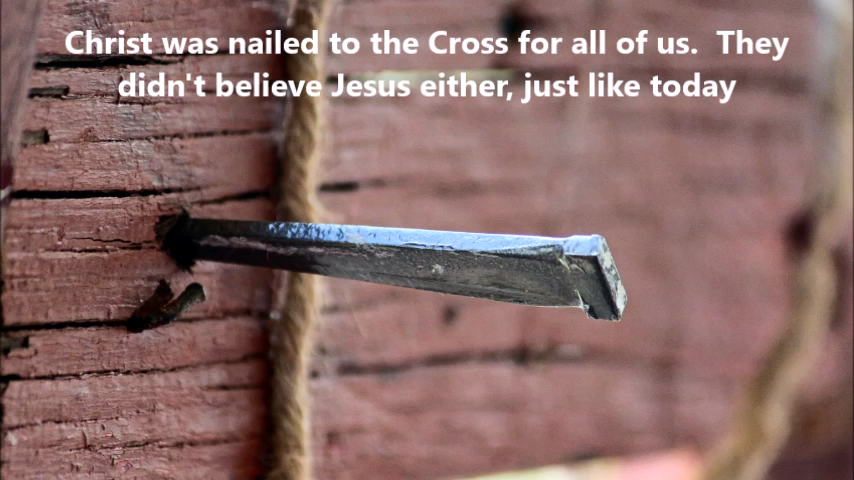 Christ was nailed to the Cross for all of us.  They
didn't believe Jesus either, just like today